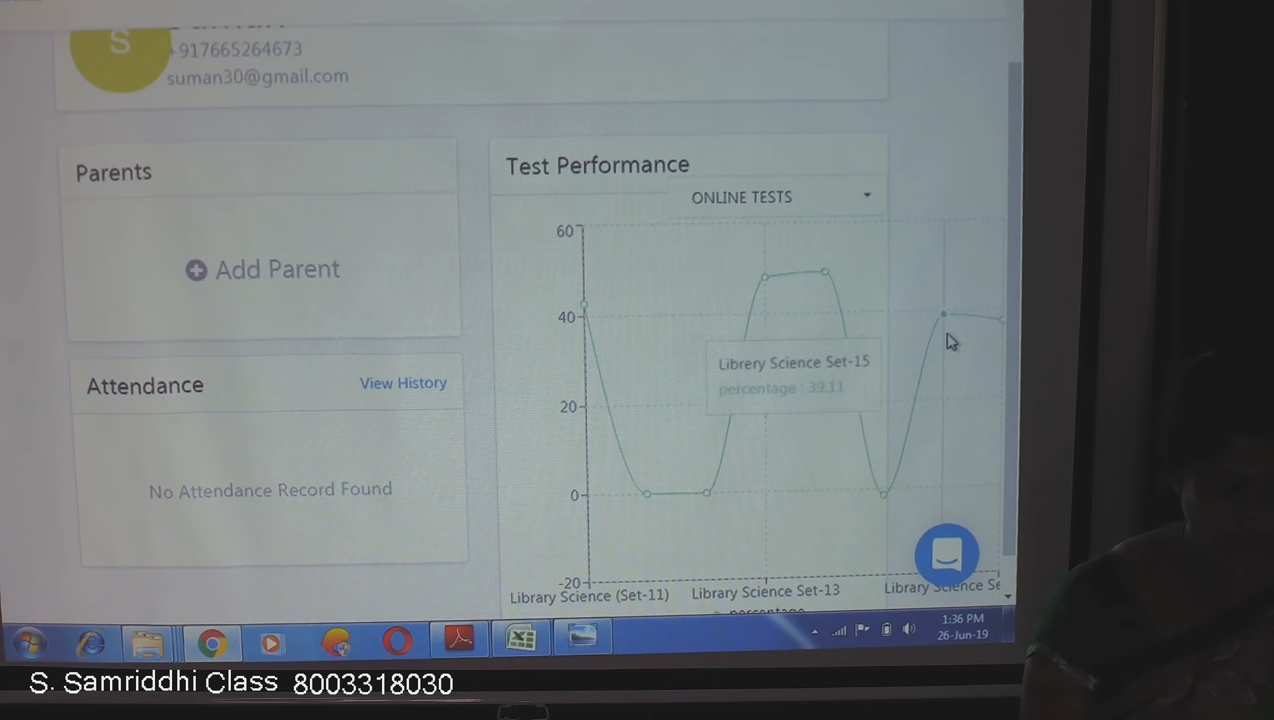 S
+917665264673
suman30@gmail.com
Parents
Add Parent
Attendance
View History
No Attendance Record Found
Test Performance
ONLINE TESTS
60
40
20
0
-20
Librery Science Set-15
percentage : 39.11
Library Science (Set-11)
Library Science Set-13
Library Science Se
percentage
1:36 PM
26-Jun-19
S. Samriddhi Class 8003318030